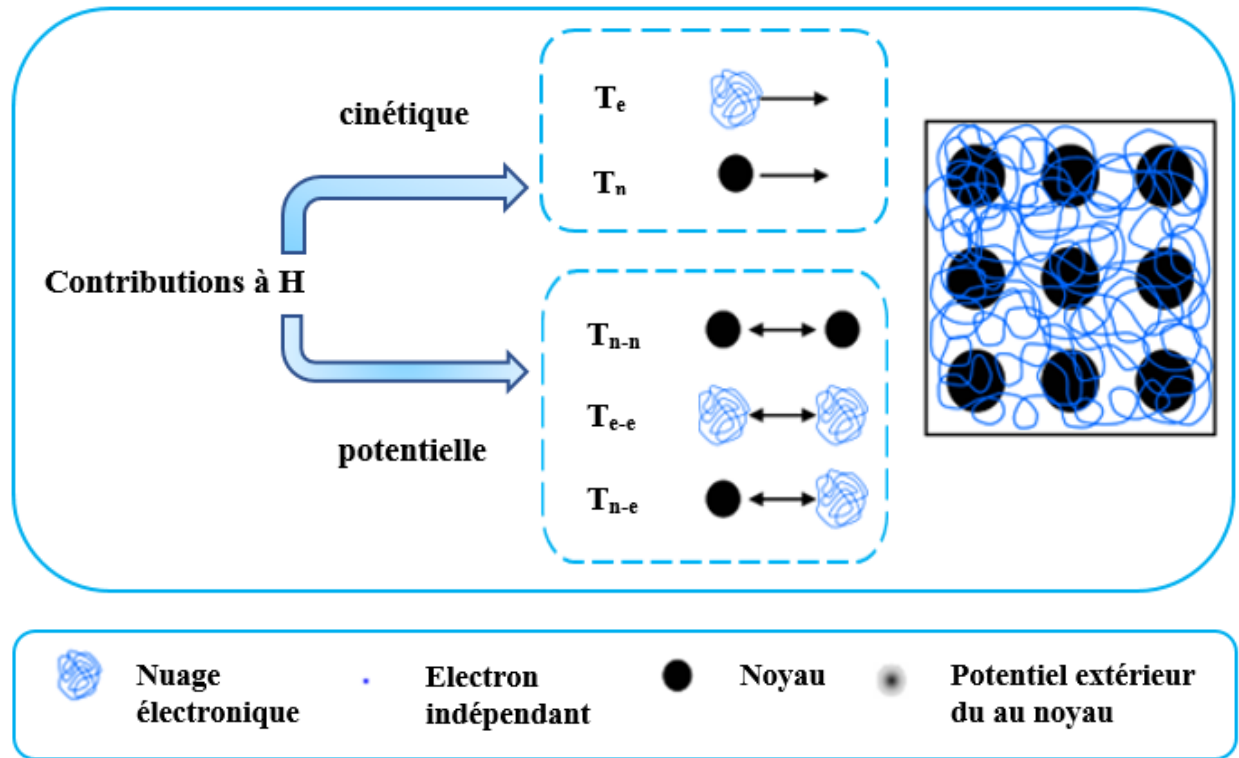 cinétique
Te
Tn
Contributions à H
Tn-n
Te-e
Tn-e
potentielle
Nuage
électronique
Electron
indépendant
Noyau
Potentiel extérieur
du au noyau